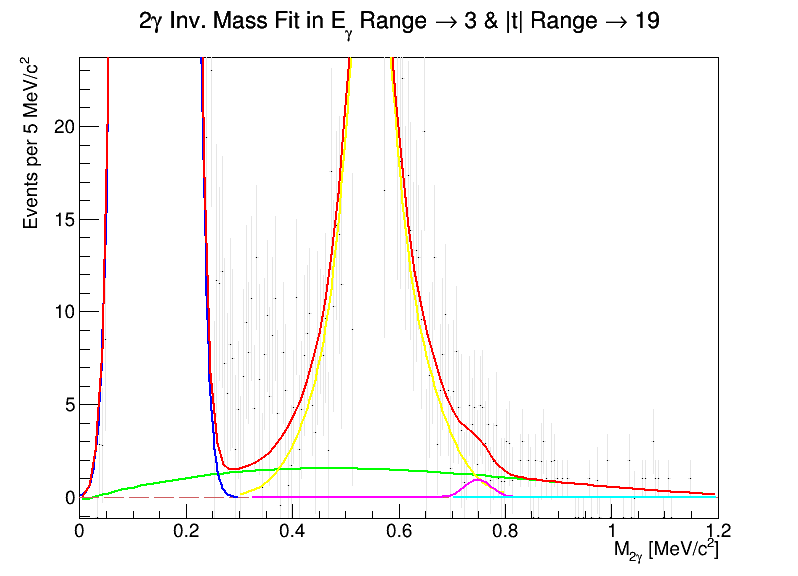 2γ Inv. Mass Fit in Eγ Range → 3 & |t| Range → 19
Events per 5 MeV/c²
20
15
10
5
0
0 0.2 0.4 0.6 0.8 1 1.2
M2γ [MeV/c²]